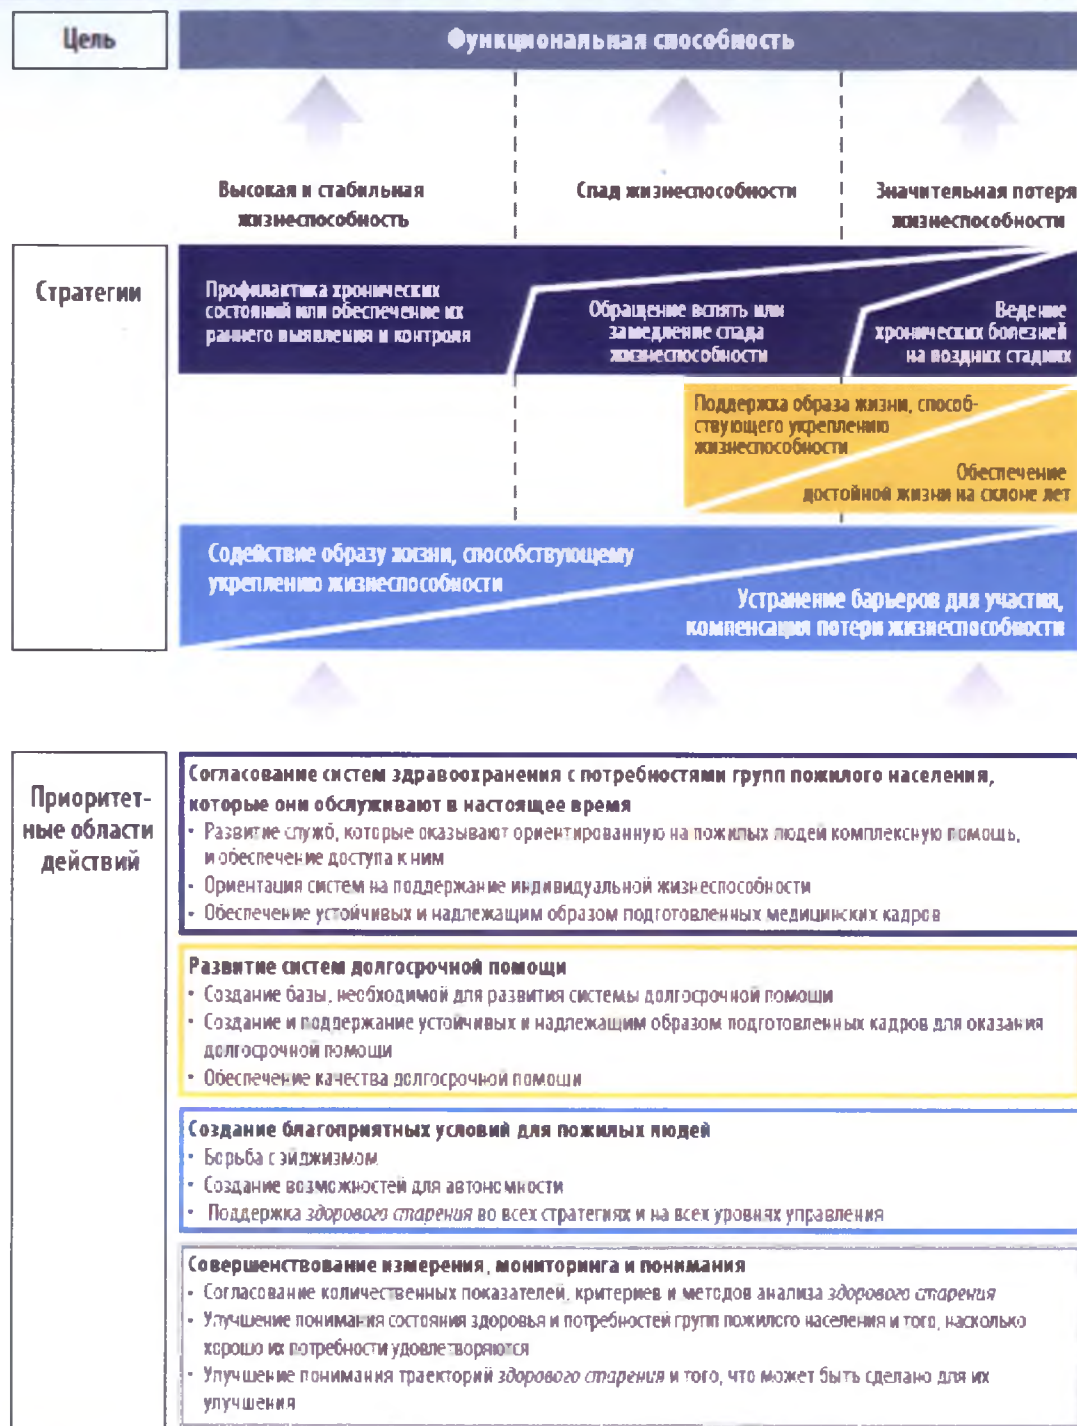 Цель
Функциональная способность
Высокая и стабильная
жизнеспособность
Спад жизнеспособности
Значительная потеря
жизнеспособности
Стратегии
Профилактика хронических
состояний или обеспечение их
раннего выявления и контроля
Обращение вспять или
замедление спада
жизнеспособности
Ведение
хронических болезней
на поздних стадиях
Поддержка образа жизни, способ-
ствующего укреплению
жизнеспособности
Обеспечение
достойной жизни на склоне лет
Содействие образу жизни, способствующему
укреплению жизнеспособности
Устранение барьеров для участия,
компенсация потери жизнеспособности
Приоритет-
ные области
действий
Согласование систем здравоохранения с потребностями групп пожилого населения,
которые они обслуживают в настоящее время
- Развитие служб, которые оказывают ориентированную на пожилых людей комплексную помощь,
и обеспечение доступа к ним
- Ориентация систем на поддержание индивидуальной жизнеспособности
- Обеспечение устойчивых и надлежащим образом подготовленных медицинских кадров
Развитие систем долгосрочной помощи
- Создание базы, необходимой для развития системы долгосрочной помощи
- Создание и поддержание устойчивых и надлежащим образом подготовленных кадров для оказания
долгосрочной помощи
- Обеспечение качества долгосрочной помощи
Создание благоприятных условий для пожилых людей
- Борьба с эйджизмом
- Создание возможностей для автономности
- Поддержка здорового старения во всех стратегиях и на всех уровнях управления
Совершенствование измерения, мониторинга и понимания
- Согласование количественных показателей, критериев и методов анализа здорового старения
- Улучшение понимания состояния здоровья и потребностей групп пожилого населения и того, насколько
хорошо их потребности удовлетворяются
- Улучшение понимания траекторий здорового старения и того, что может быть сделано для их
улучшения